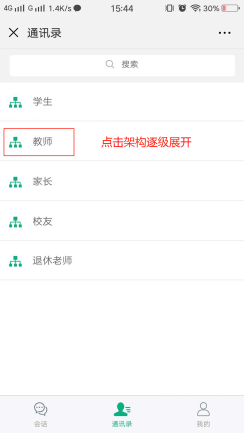 4G G 1.4K/s 15:44 30%
通讯录
搜索
学生
教师 点击架构逐级展开
家长
校友
退休老师
会话 通讯录 我的